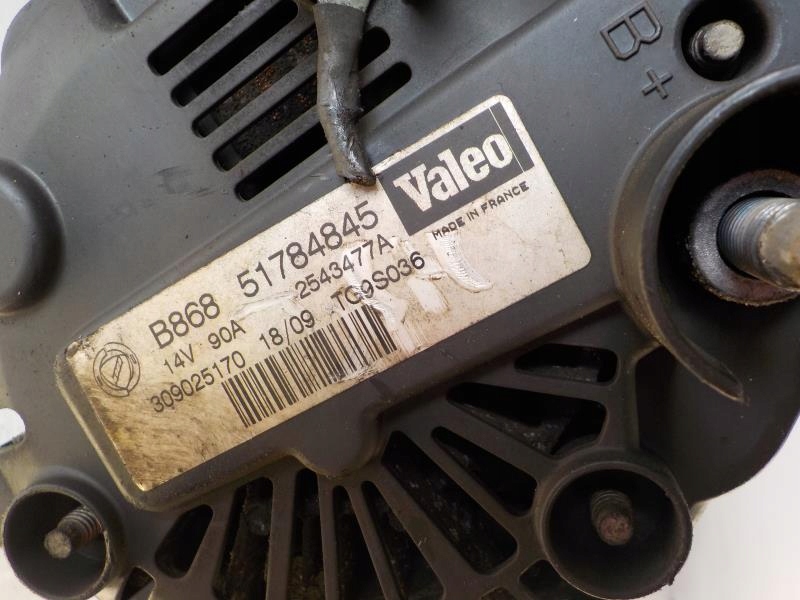 B+
Valeo
MADE IN FRANCE
B868 51784845
14V 90A 2543477A
309025170 18/09 TG9S036